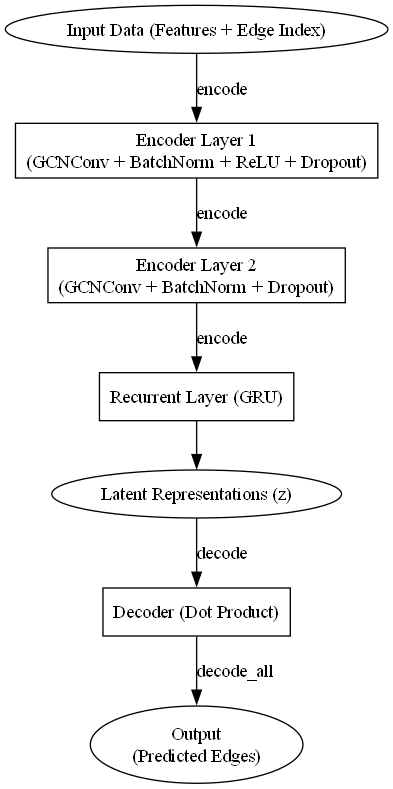 Input Data (Features + Edge Index)
encode
Encoder Layer 1
(GCNConv + BatchNorm + ReLU + Dropout)
encode
Encoder Layer 2
(GCNConv + BatchNorm + Dropout)
encode
Recurrent Layer (GRU)
Latent Representations (z)
decode
Decoder (Dot Product)
decode_all
Output
(Predicted Edges)